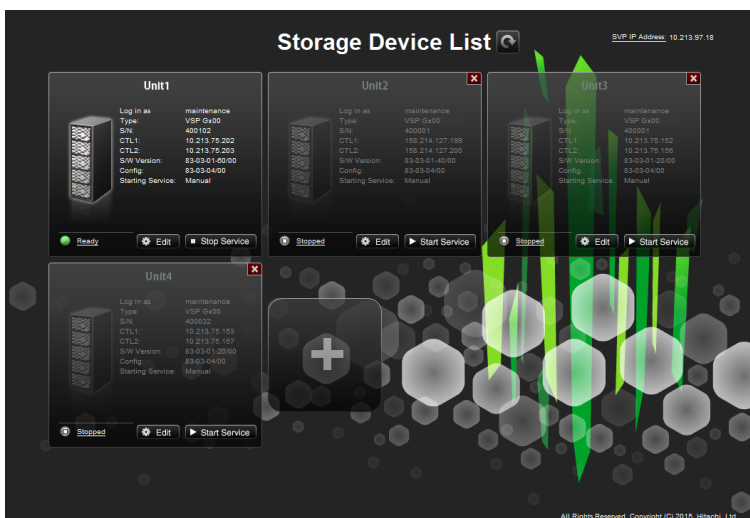 Storage Device List
SVP IP Address: 10.213.97.18
Unit1
Log in as maintenance
Type: VSP Gx00
S/N: 400102
CTL1: 10.213.75.202
CTL2: 10.213.75.203
S/W Version: 83-03-01-60/00
Config: 83-03-04/00
Starting Service: Manual
Ready Edit Stop Service
Unit2
Log in as maintenance
Type: VSP Gx00
S/N: 400001
CTL1: 158.214.127.199
CTL2: 158.214.127.200
S/W Version: 83-03-01-40/00
Config: 83-03-04/00
Starting Service: Manual
Stopped Edit Start Service
Unit3
Log in as maintenance
Type: VSP Gx00
S/N: 400001
CTL1: 10.213.75.152
CTL2: 10.213.75.156
S/W Version: 83-03-01-20/00
Config: 83-03-04/00
Starting Service: Manual
Stopped Edit Start Service
Unit4
Log in as maintenance
Type: VSP Gx00
S/N: 400032
CTL1: 10.213.75.153
CTL2: 10.213.75.157
S/W Version: 83-03-01-20/00
Config: 83-03-04/00
Starting Service: Manual
Stopped Edit Start Service
All Rights Reserved. Copyright (C) 2015, Hitachi, Ltd.